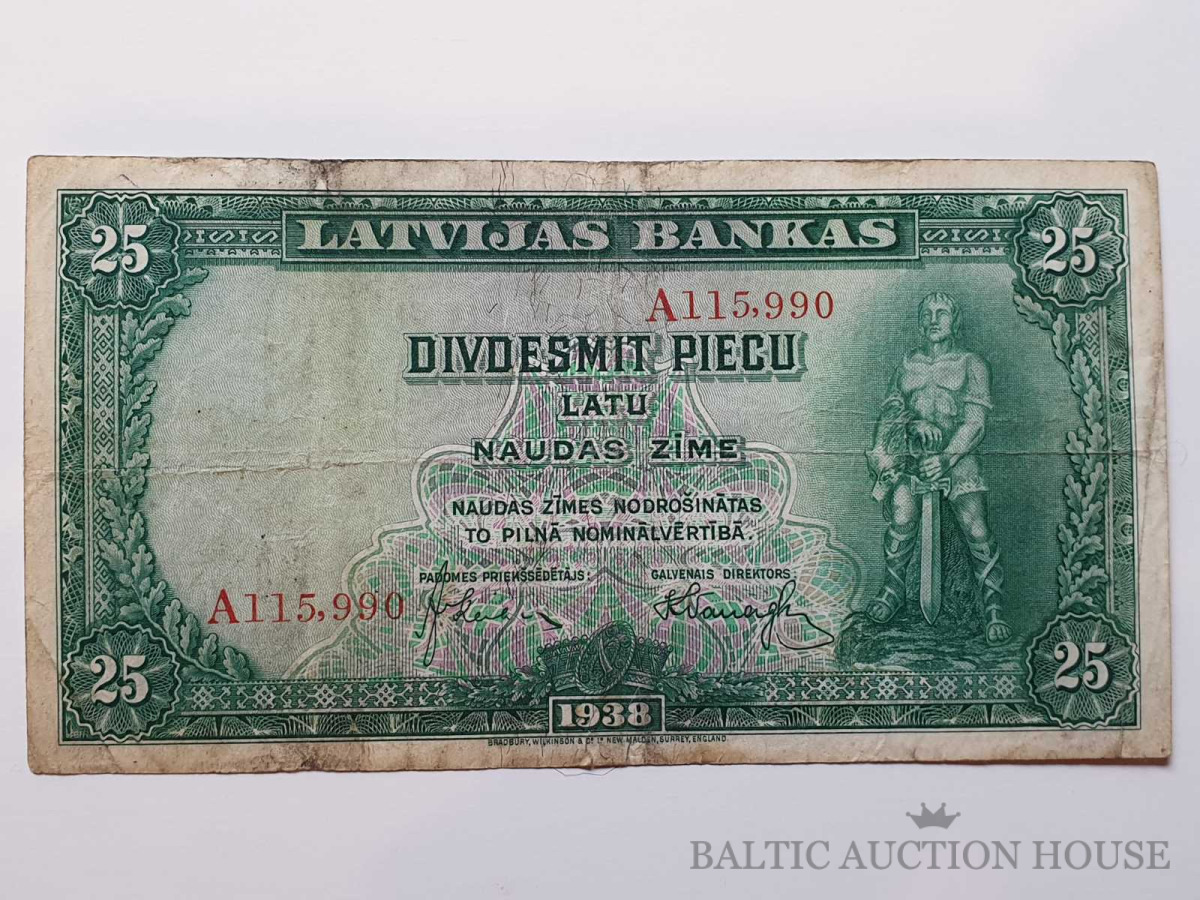 25 LATVIJAS BANKAS 25
A115,990
DIVDESMIT PIECU
LATU
NAUDAS ZĪME
NAUDAS ZĪMES NODROŠINĀTAS
TO PILNĀ NOMINĀLVĒRTĪBĀ.
PADOMES PRIEKŠSĒDĒTĀJS: GALVENAIS DIREKTORS:
A115,990
25 25
1938
BRADBURY, WILKINSON & Cº Lᴰ NEW MALDEN, SURREY, ENGLAND.
BALTIC AUCTION HOUSE